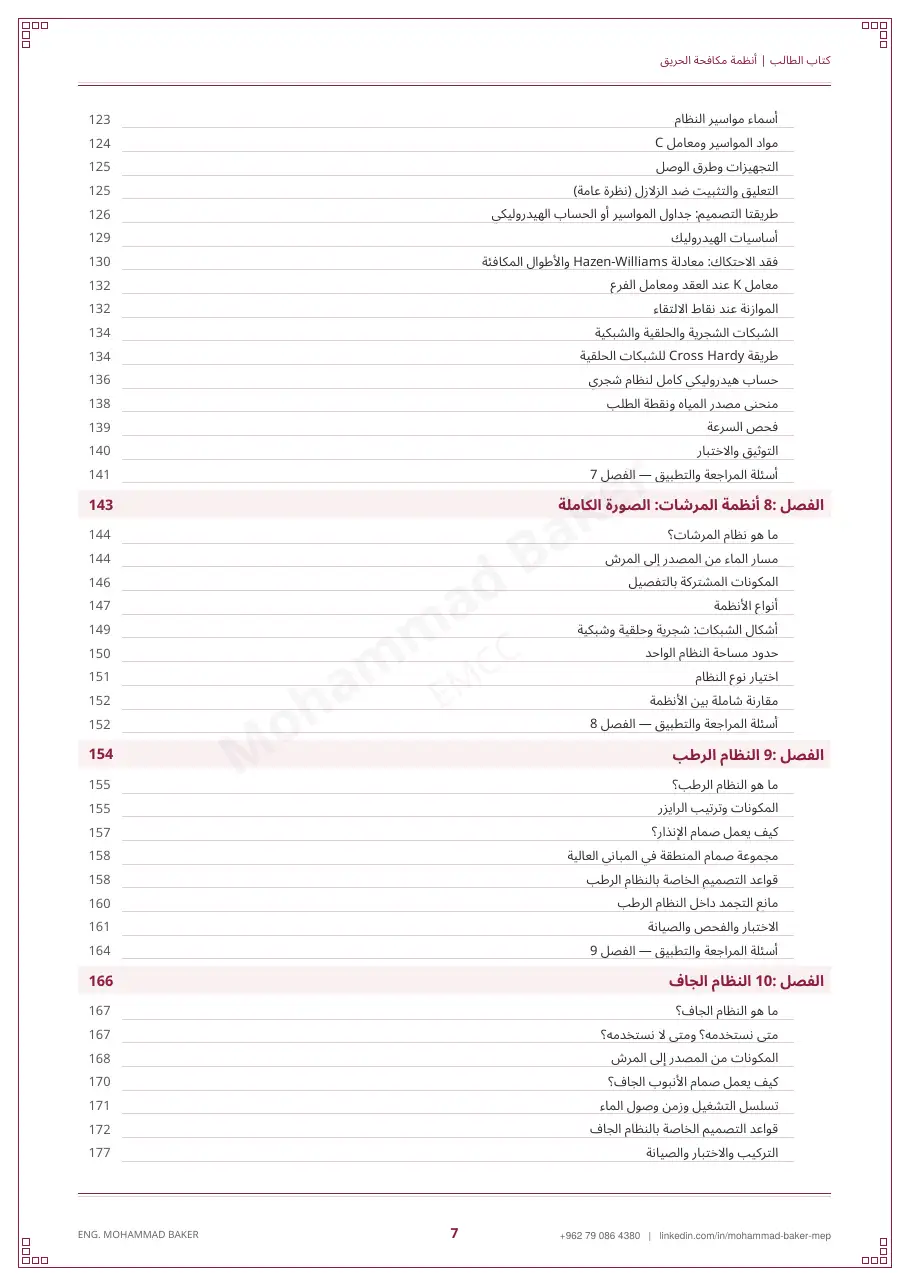 كتاب الطالب | أنظمة مكافحة الحريق
أسماء مواسير النظام 123
مواد المواسير ومعامل C 124
التجهيزات وطرق الوصل 125
التعليق والتثبيت ضد الزلازل (نظرة عامة) 125
طريقتا التصميم: جداول المواسير أو الحساب الهيدروليكي 126
أساسيات الهيدروليك 129
فقد الاحتكاك: معادلة Hazen-Williams والأطوال المكافئة 130
معامل K عند العقد ومعامل الفرع 132
الموازنة عند نقاط الالتقاء 132
الشبكات الشجرية والحلقية والشبكية 134
طريقة Cross Hardy للشبكات الحلقية 134
حساب هيدروليكي كامل لنظام شجري 136
منحنى مصدر المياه ونقطة الطلب 138
فحص السرعة 139
التوثيق والاختبار 140
أسئلة المراجعة والتطبيق — الفصل 7 141
الفصل :8 أنظمة المرشات: الصورة الكاملة 143
ما هو نظام المرشات؟ 144
مسار الماء من المصدر إلى المرش 144
المكونات المشتركة بالتفصيل 146
أنواع الأنظمة 147
أشكال الشبكات: شجرية وحلقية وشبكية 149
حدود مساحة النظام الواحد 150
اختيار نوع النظام 151
مقارنة شاملة بين الأنظمة 152
أسئلة المراجعة والتطبيق — الفصل 8 152
الفصل :9 النظام الرطب 154
ما هو النظام الرطب؟ 155
المكونات وترتيب الرايزر 155
كيف يعمل صمام الإنذار؟ 157
مجموعة صمام المنطقة في المباني العالية 158
قواعد التصميم الخاصة بالنظام الرطب 158
مانع التجمد داخل النظام الرطب 160
الاختبار والفحص والصيانة 161
أسئلة المراجعة والتطبيق — الفصل 9 164
الفصل :10 النظام الجاف 166
ما هو النظام الجاف؟ 167
متى نستخدمه؟ ومتى لا نستخدمه؟ 167
المكونات من المصدر إلى المرش 168
كيف يعمل صمام الأنبوب الجاف؟ 170
تسلسل التشغيل وزمن وصول الماء 171
قواعد التصميم الخاصة بالنظام الجاف 172
التركيب والاختبار والصيانة 177
Mohammad Baker
EMCC
ENG. MOHAMMAD BAKER 7 +962 79 086 4380 | linkedin.com/in/mohammad-baker-mep